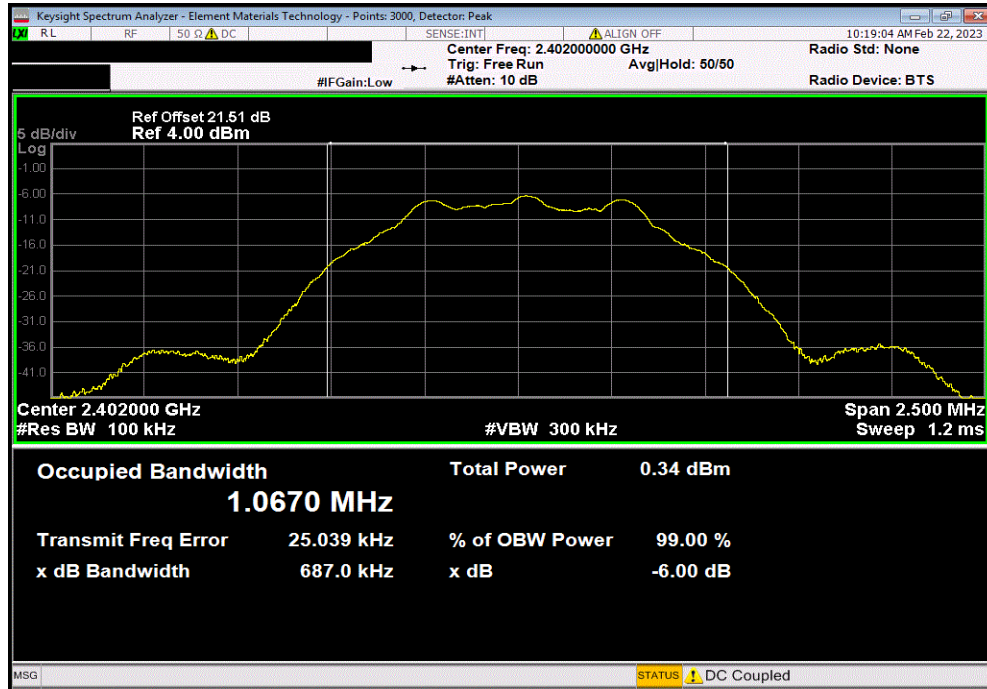 Keysight Spectrum Analyzer - Element Materials Technology - Points: 3000, Detector: Peak
LXI RL RF 50 Ω DC SENSE:INT ALIGN OFF 10:19:04 AM Feb 22, 2023
Center Freq: 2.402000000 GHz Radio Std: None
Trig: Free Run Avg|Hold: 50/50
#IFGain:Low #Atten: 10 dB Radio Device: BTS
Ref Offset 21.51 dB
5 dB/div Ref 4.00 dBm
Log
-1.00
-6.00
-11.0
-16.0
-21.0
-26.0
-31.0
-36.0
-41.0
Center 2.402000 GHz Span 2.500 MHz
#Res BW 100 kHz #VBW 300 kHz Sweep 1.2 ms
Occupied Bandwidth Total Power 0.34 dBm
1.0670 MHz
Transmit Freq Error 25.039 kHz % of OBW Power 99.00 %
x dB Bandwidth 687.0 kHz x dB -6.00 dB
MSG STATUS DC Coupled